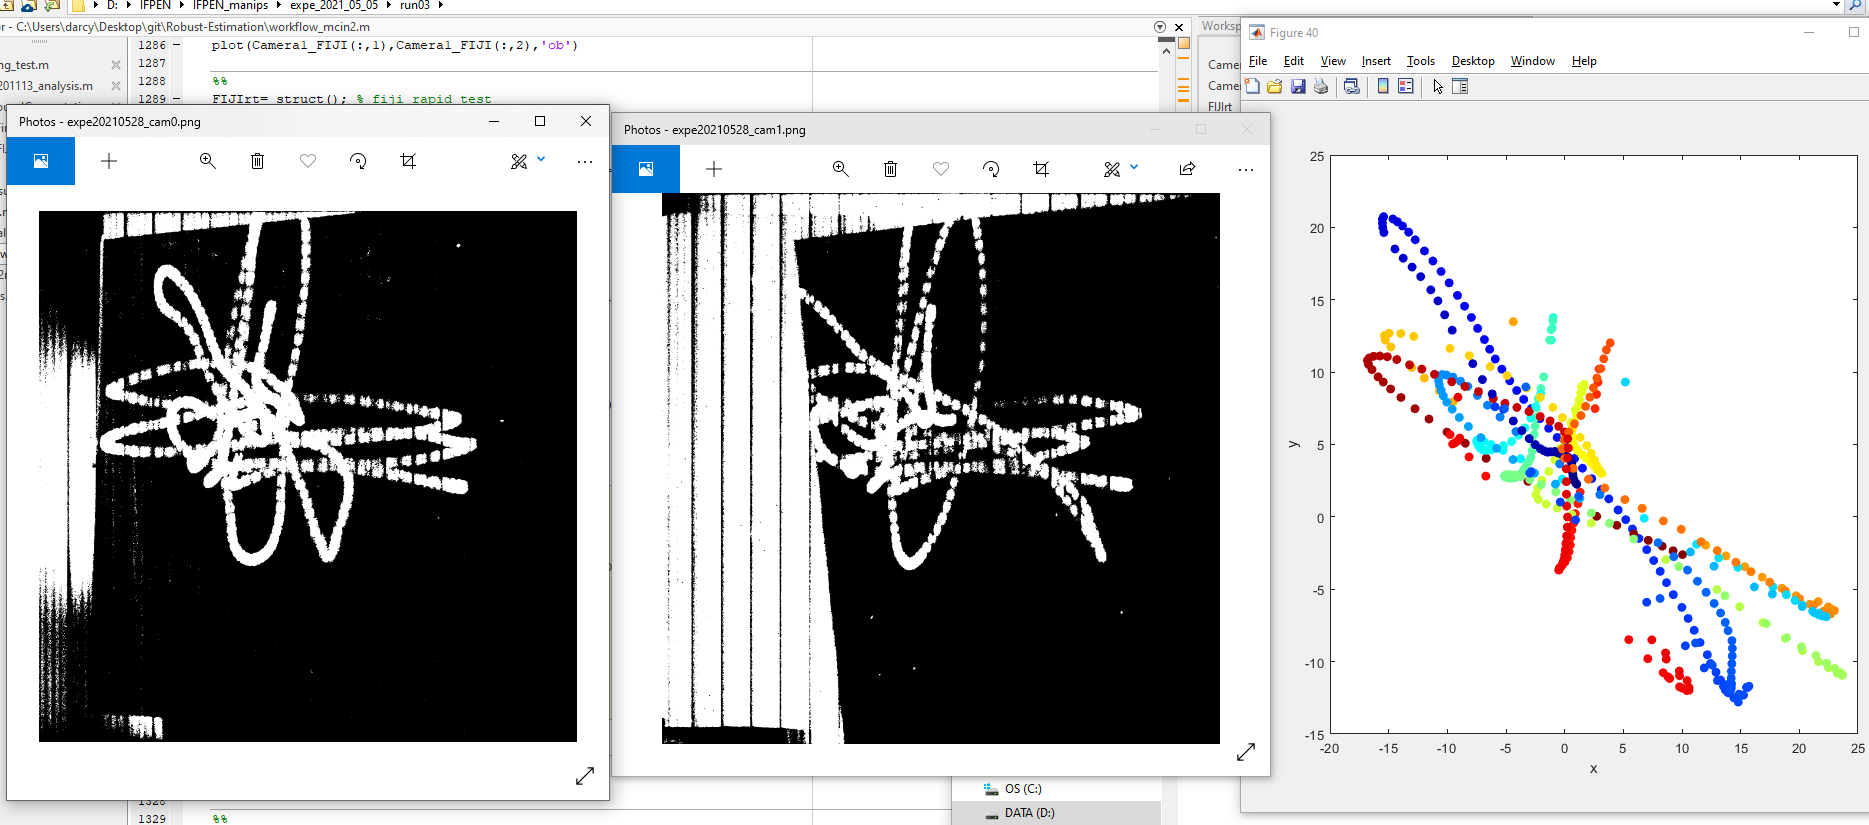 D: IFPEN IFPEN_manips expe_2021_05_05 run03
or - C:\Users\darcy\Desktop\git\Robust-Estimation\workflow_mcin2.m
ng_test.m
201113_analysis.m
1286 plot(Camera1_FIJI(:,1),Camera1_FIJI(:,2),'ob')
1287
1288 %%
1289 FIJIrt= struct(); % fiji rapid test
1328
1329 %%
Photos - expe20210528_cam0.png
Photos - expe20210528_cam1.png
Worksp
Came
Came
FIJIrt
OS (C:)
DATA (D:)
Figure 40
File Edit View Insert Tools Desktop Window Help
25
20
15
10
5
0
-5
-10
-15
y
-20 -15 -10 -5 0 5 10 15 20 25
x